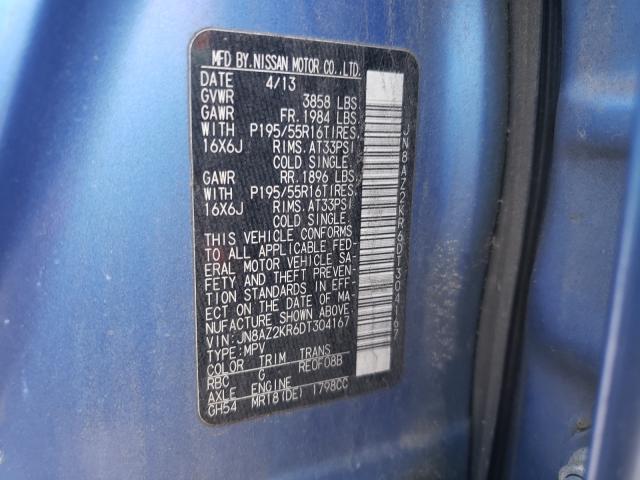 MFD BY. NISSAN MOTOR CO., LTD.
DATE 4/13
GVWR 3858 LBS
GAWR FR. 1984 LBS
WITH P195/55R16TIRES.
16X6J RIMS. AT33PSI
COLD SINGLE.
GAWR RR. 1896 LBS
WITH P195/55R16TIRES.
16X6J RIMS. AT33PSI
COLD SINGLE.
THIS VEHICLE CONFORMS
TO ALL APPLICABLE FED-
ERAL MOTOR VEHICLE SA-
FETY AND THEFT PREVEN-
TION STANDARDS IN EFF-
ECT ON THE DATE OF MA-
NUFACTURE SHOWN ABOVE.
VIN: JN8AZ2KR6DT304167
TYPE: MPV
COLOR TRIM TRANS
RBC G RE0F08B
AXLE ENGINE
GH54 MR18(DE) 1798CC
JN8AZ2KR6DT304167